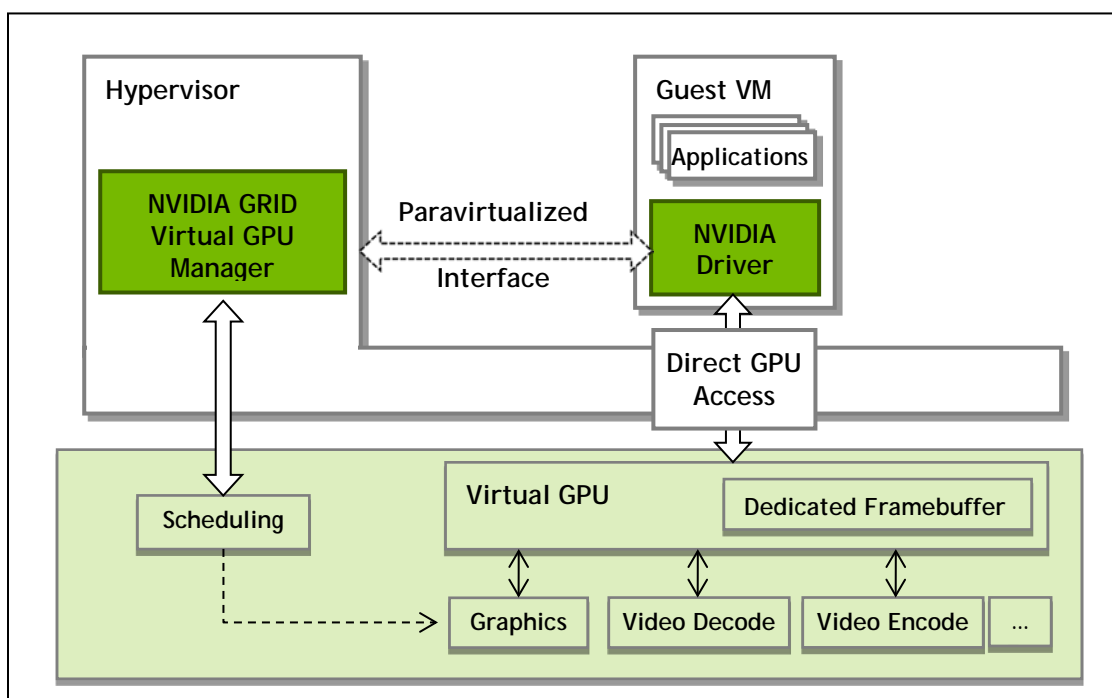 Hypervisor
Guest VM
Applications
NVIDIA GRID
Virtual GPU
Manager
Paravirtualized
Interface
NVIDIA
Driver
Direct GPU
Access
Virtual GPU
Dedicated Framebuffer
Scheduling
Graphics
Video Decode
Video Encode
...